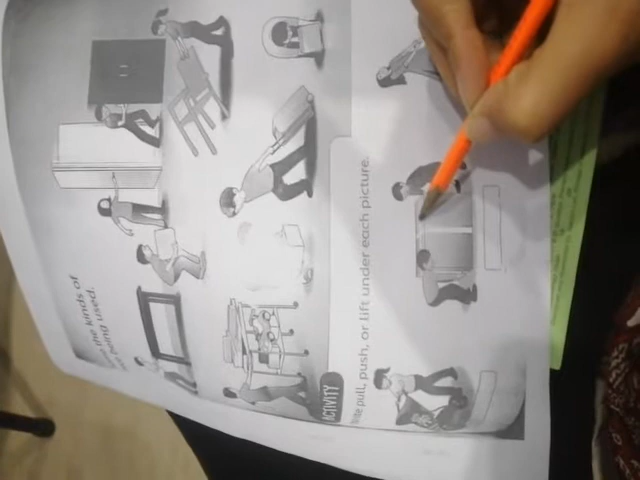 the kinds of
being used.
ACTIVITY
Write pull, push, or lift under each picture.